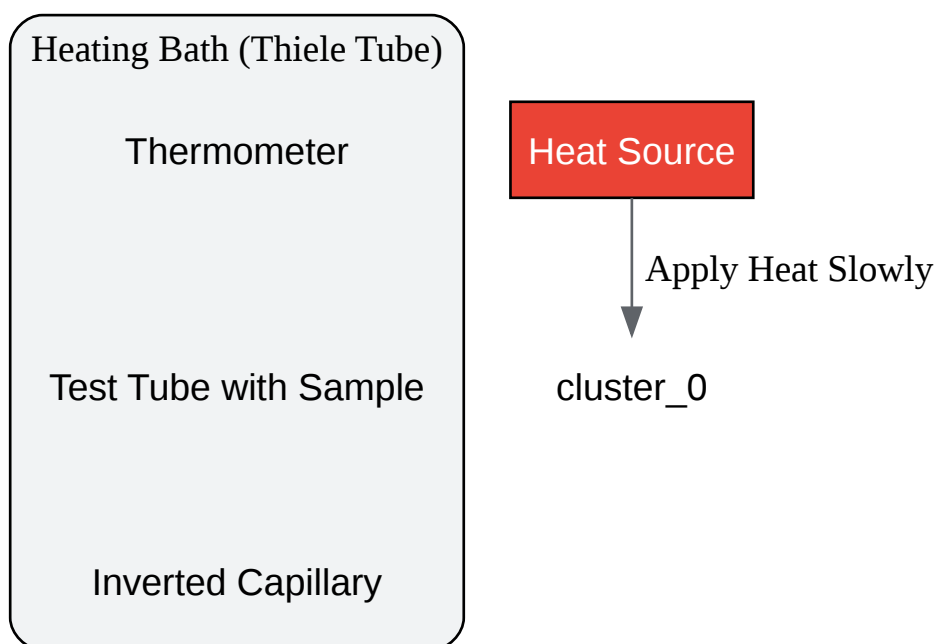 Heating Bath (Thiele Tube)
Thermometer
Heat Source
Apply Heat Slowly
Test Tube with Sample
cluster_0
Inverted Capillary